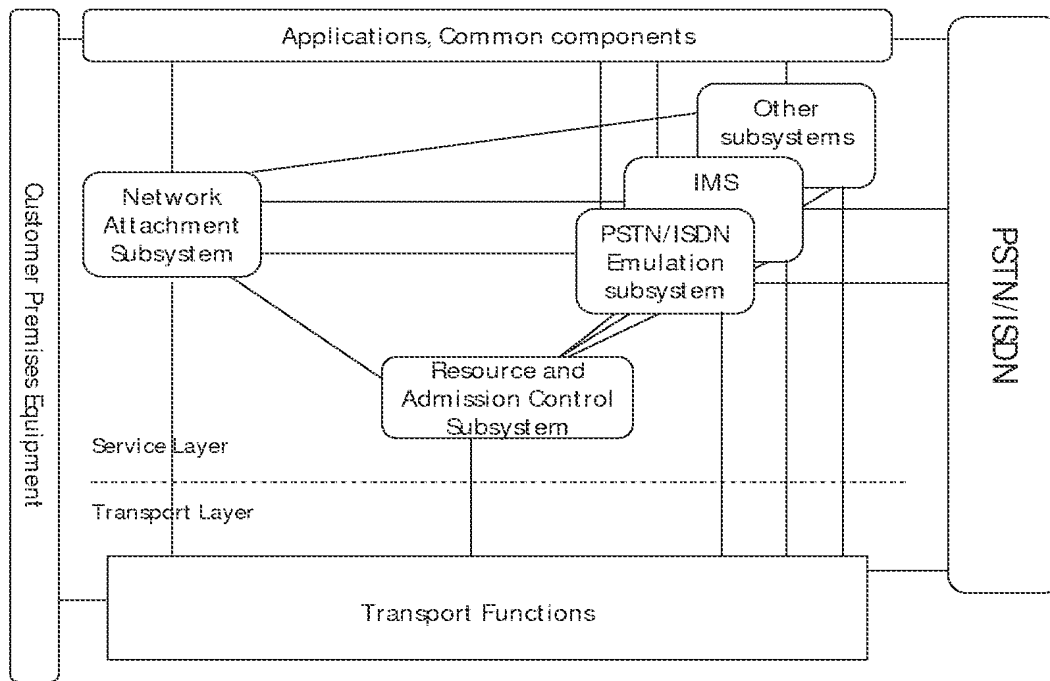 Applications, Common components
Other
subsystems
IMS
Network
Attachment
Subsystem
PSTN/ISDN
Emulation
subsystem
Customer Premises Equipment
PSTN/ISDN
Resource and
Admission Control
Subsystem
Service Layer
Transport Layer
Transport Functions